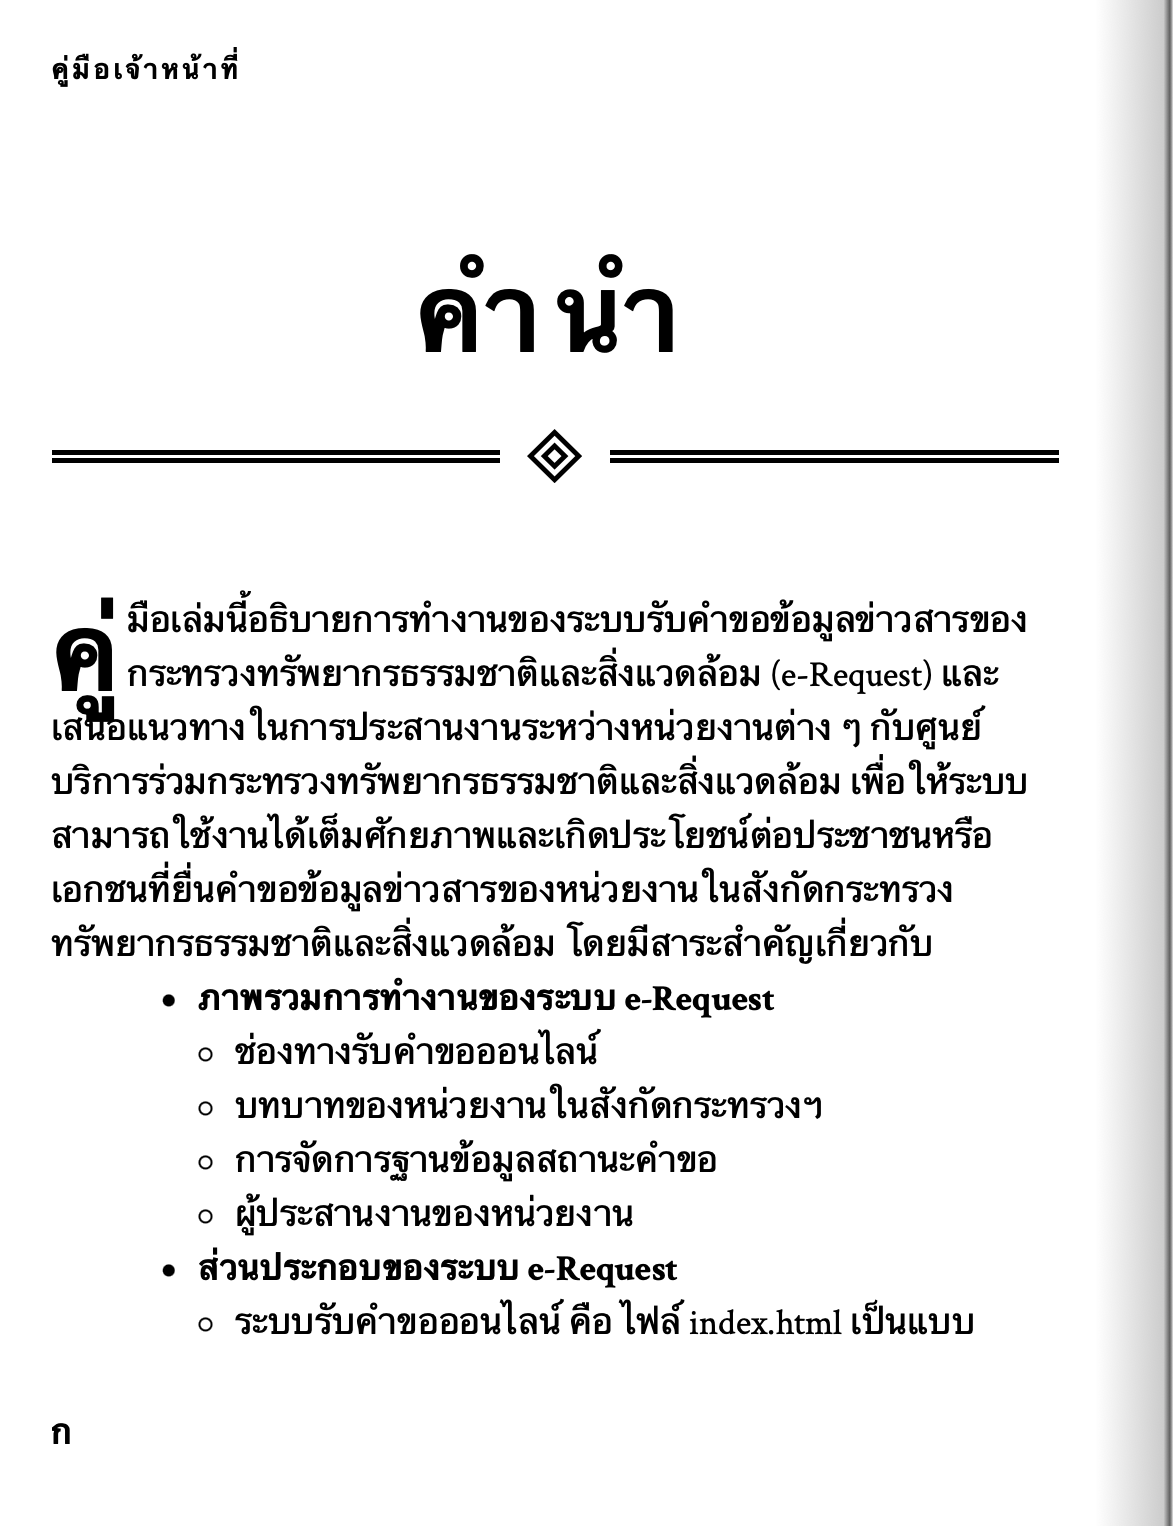 คู่มือเจ้าหน้าที่
คำนำ
คู่มือเล่มนี้อธิบายการทำงานของระบบรับคำขอข้อมูลข่าวสารของ
กระทรวงทรัพยากรธรรมชาติและสิ่งแวดล้อม (e-Request) และ
เสนอแนวทางในการประสานงานระหว่างหน่วยงานต่าง ๆ กับศูนย์
บริการร่วมกระทรวงทรัพยากรธรรมชาติและสิ่งแวดล้อม เพื่อให้ระบบ
สามารถใช้งานได้เต็มศักยภาพและเกิดประโยชน์ต่อประชาชนหรือ
เอกชนที่ยื่นคำขอข้อมูลข่าวสารของหน่วยงานในสังกัดกระทรวง
ทรัพยากรธรรมชาติและสิ่งแวดล้อม โดยมีสาระสำคัญเกี่ยวกับ
• ภาพรวมการทำงานของระบบ e-Request
○ ช่องทางรับคำขอออนไลน์
○ บทบาทของหน่วยงานในสังกัดกระทรวงฯ
○ การจัดการฐานข้อมูลสถานะคำขอ
○ ผู้ประสานงานของหน่วยงาน
• ส่วนประกอบของระบบ e-Request
○ ระบบรับคำขอออนไลน์ คือ ไฟล์ index.html เป็นแบบ
ก